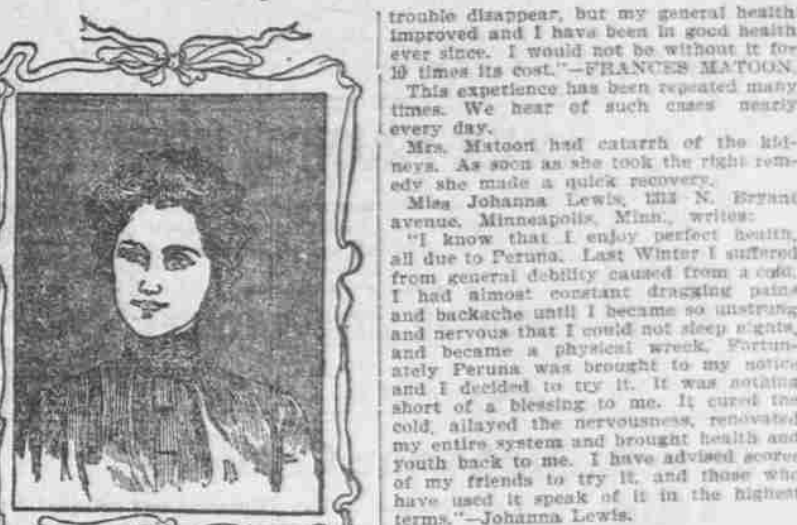 trouble disappear, but my general health
improved and I have been in good health
ever since. I would not be without it for
10 times its cost."—FRANCES MATOON.
This experience has been repeated many
times. We hear of such cases nearly
every day.
Mrs. Matoon had catarrh of the kid-
neys. As soon as she took the right rem-
edy she made a quick recovery.
Miss Johanna Lewis, 1313 N. Bryant
avenue, Minneapolis, Minn., writes:
"I know that I enjoy perfect health,
all due to Peruna. Last Winter I suffered
from general debility caused from a cold.
I had almost constant dragging pains
and backache until I became so unstrung
and nervous that I could not sleep nights,
and became a physical wreck. Fortun-
ately Peruna was brought to my notice
and I decided to try it. It was nothing
short of a blessing to me. It cured the
cold, allayed the nervousness, renovated
my entire system and brought health and
youth back to me. I have advised scores
of my friends to try it, and those who
have used it speak of it in the highest
terms."—Johanna Lewis.